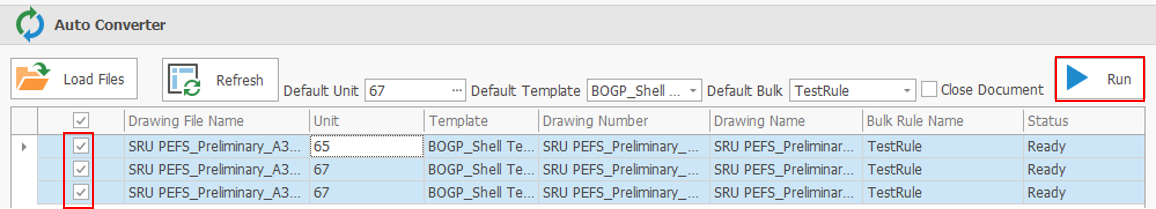 Auto Converter
Load Files Refresh Default Unit 67 ... Default Template BOGP_Shell ... Default Bulk TestRule Close Document Run
Drawing File Name Unit Template Drawing Number Drawing Name Bulk Rule Name Status
SRU PEFS_Preliminary_A3... 65 BOGP_Shell Te... SRU PEFS_Preliminary_... SRU PEFS_Preliminar... TestRule Ready
SRU PEFS_Preliminary_A3... 67 BOGP_Shell Te... SRU PEFS_Preliminary_... SRU PEFS_Preliminar... TestRule Ready
SRU PEFS_Preliminary_A3... 67 BOGP_Shell Te... SRU PEFS_Preliminary_... SRU PEFS_Preliminar... TestRule Ready